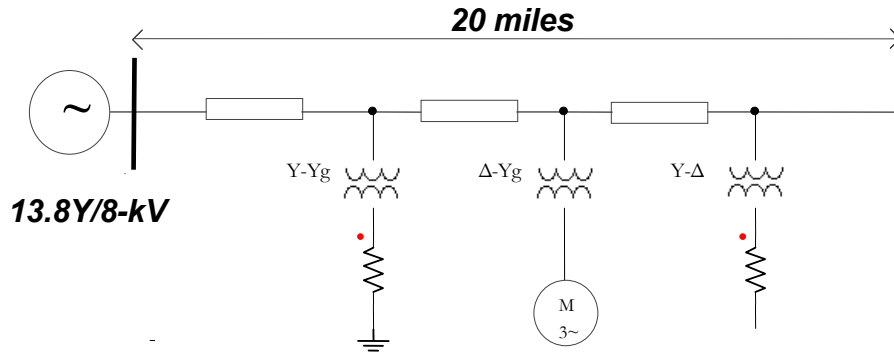 20 miles
~
Y-Yg
Δ-Yg
Y-Δ
13.8Y/8-kV
M
3~